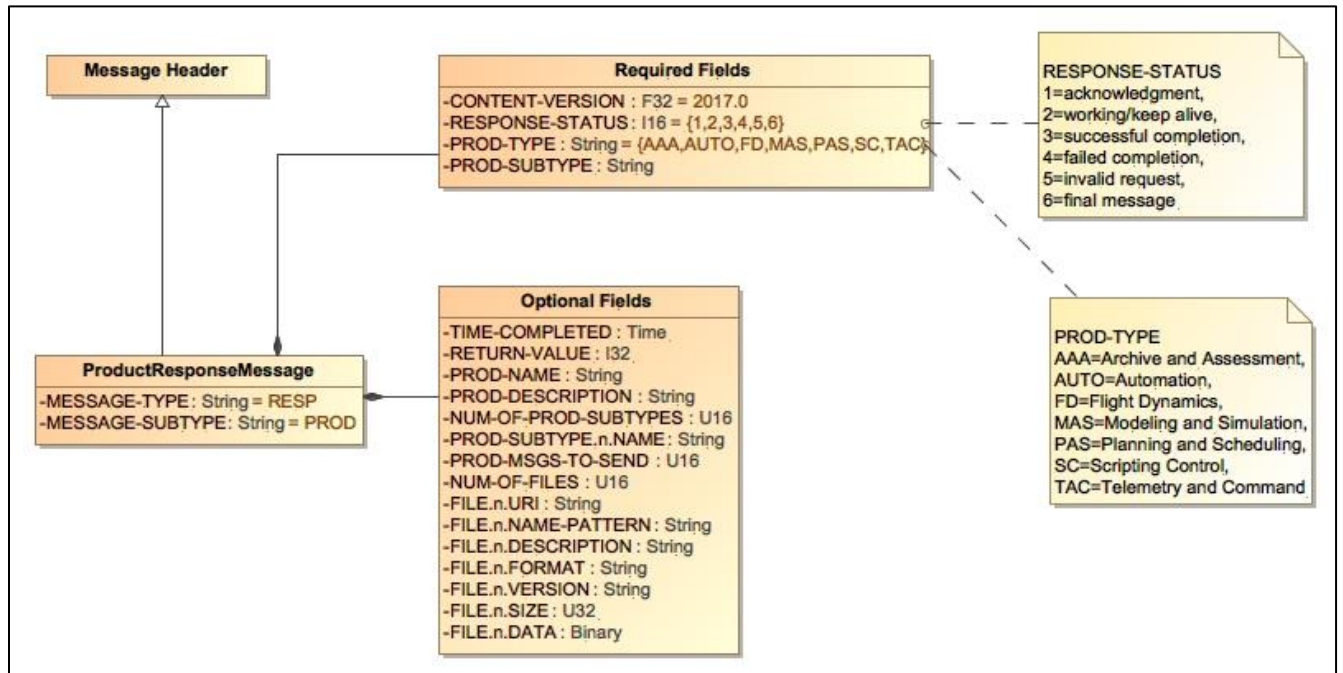 Message Header
Required Fields
-CONTENT-VERSION : F32 = 2017.0
-RESPONSE-STATUS: I16 = {1,2,3,4,5,6}
-PROD-TYPE : String = {AAA,AUTO,FD,MAS,PAS,SC,TAC}
-PROD-SUBTYPE : String
RESPONSE-STATUS
1=acknowledgment,
2=working/keep alive,
3=successful completion,
4=failed completion,
5=invalid request,
6=final message
ProductResponseMessage
-MESSAGE-TYPE: String = RESP
-MESSAGE-SUBTYPE: String = PROD
Optional Fields
-TIME-COMPLETED : Time
-RETURN-VALUE : I32
-PROD-NAME : String
-PROD-DESCRIPTION : String
-NUM-OF-PROD-SUBTYPES : U16
-PROD-SUBTYPE.n.NAME : String
-PROD-MSGS-TO-SEND : U16
-NUM-OF-FILES : U16
-FILE.n.URI : String
-FILE.n.NAME-PATTERN : String
-FILE.n.DESCRIPTION : String
-FILE.n.FORMAT : String
-FILE.n.VERSION : String
-FILE.n.SIZE : U32
-FILE.n.DATA : Binary
PROD-TYPE
AAA=Archive and Assessment,
AUTO=Automation,
FD=Flight Dynamics,
MAS=Modeling and Simulation,
PAS=Planning and Scheduling,
SC=Scripting Control,
TAC=Telemetry and Command